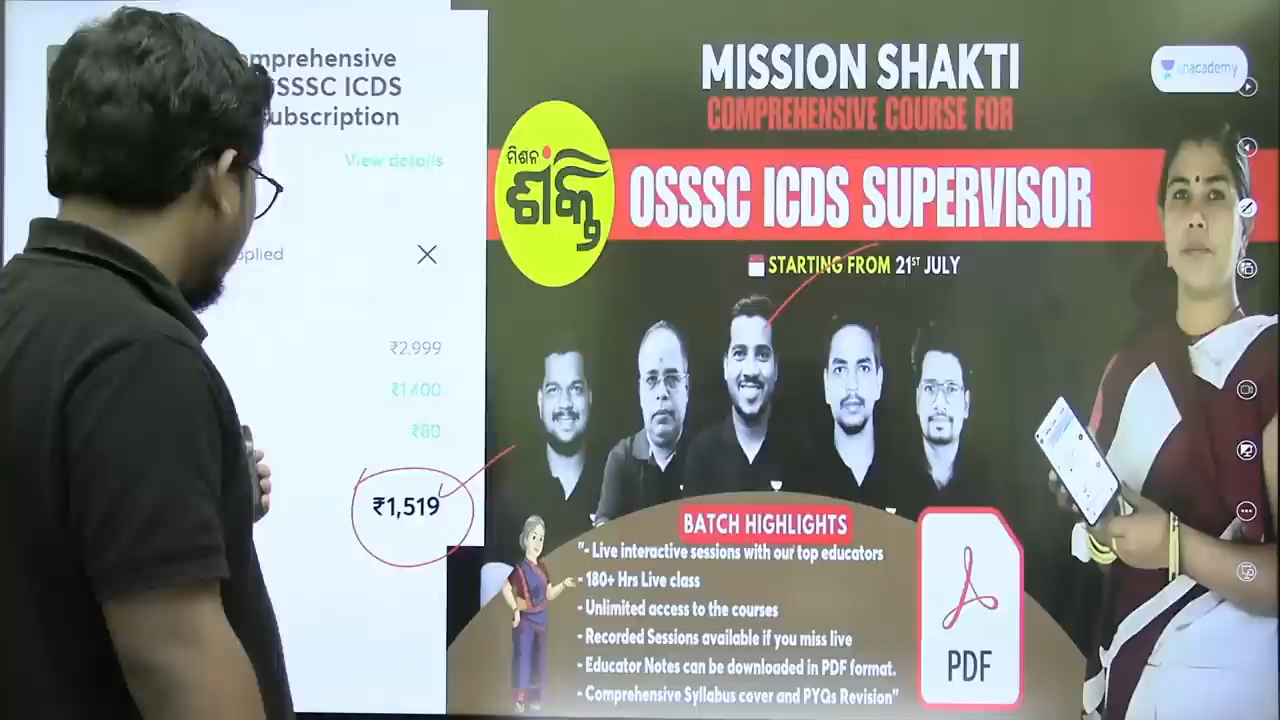 omprehensive
SSSC ICDS
ubscription
View details
pplied
₹2,999
₹1400
₹80
₹1,519
MISSION SHAKTI
COMPREHENSIVE COURSE FOR
ମିଶନ
ଶକ୍ତି
OSSSC ICDS SUPERVISOR
STARTING FROM 21ST JULY
unacademy
BATCH HIGHLIGHTS
"- Live interactive sessions with our top educators
- 180+ Hrs Live class
- Unlimited access to the courses
- Recorded Sessions available if you miss live
- Educator Notes can be downloaded in PDF format.
- Comprehensive Syllabus cover and PYQs Revision"
PDF